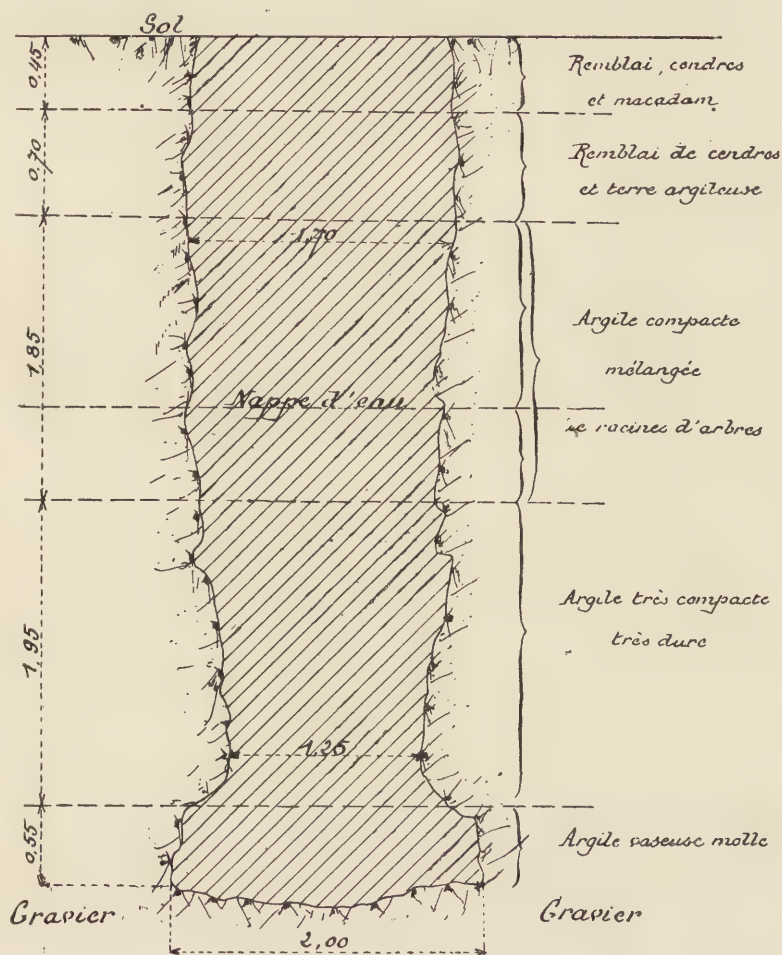 Sol
0,45
Remblai, cendres
et macadam
0,70
Remblai de cendres
et terre argileuse
1,70
1,85
Argile compacte
mélangée
Nappe d'eau
de racines d'arbres
1,95
Argile très compacte
très dure
1,25
0,55
Argile vaseuse molle
Gravier
Gravier
2,00